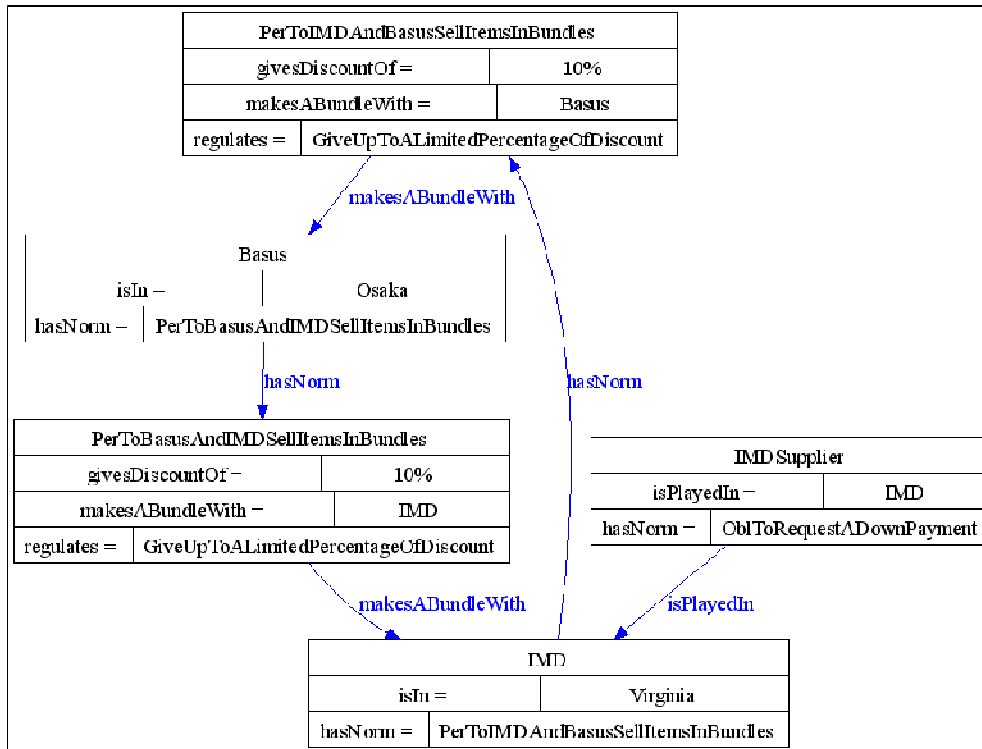 PerToIMDAndBasusSellItemsInBundles
givesDiscountOf = 10%
makesABundleWith = Basus
regulates = GiveUpToALimitedPercentageOfDiscount
makesABundleWith
Basus
isIn = Osaka
hasNorm = PerToBasusAndIMDSellItemsInBundles
hasNorm
hasNorm
PerToBasusAndIMDSellItemsInBundles
givesDiscountOf = 10%
makesABundleWith = IMD
regulates = GiveUpToALimitedPercentageOfDiscount
IMDSupplier
isPlayedIn = IMD
hasNorm = OblToRequestADownPayment
makesABundleWith
isPlayedIn
IMD
isIn = Virginia
hasNorm = PerToIMDAndBasusSellItemsInBundles